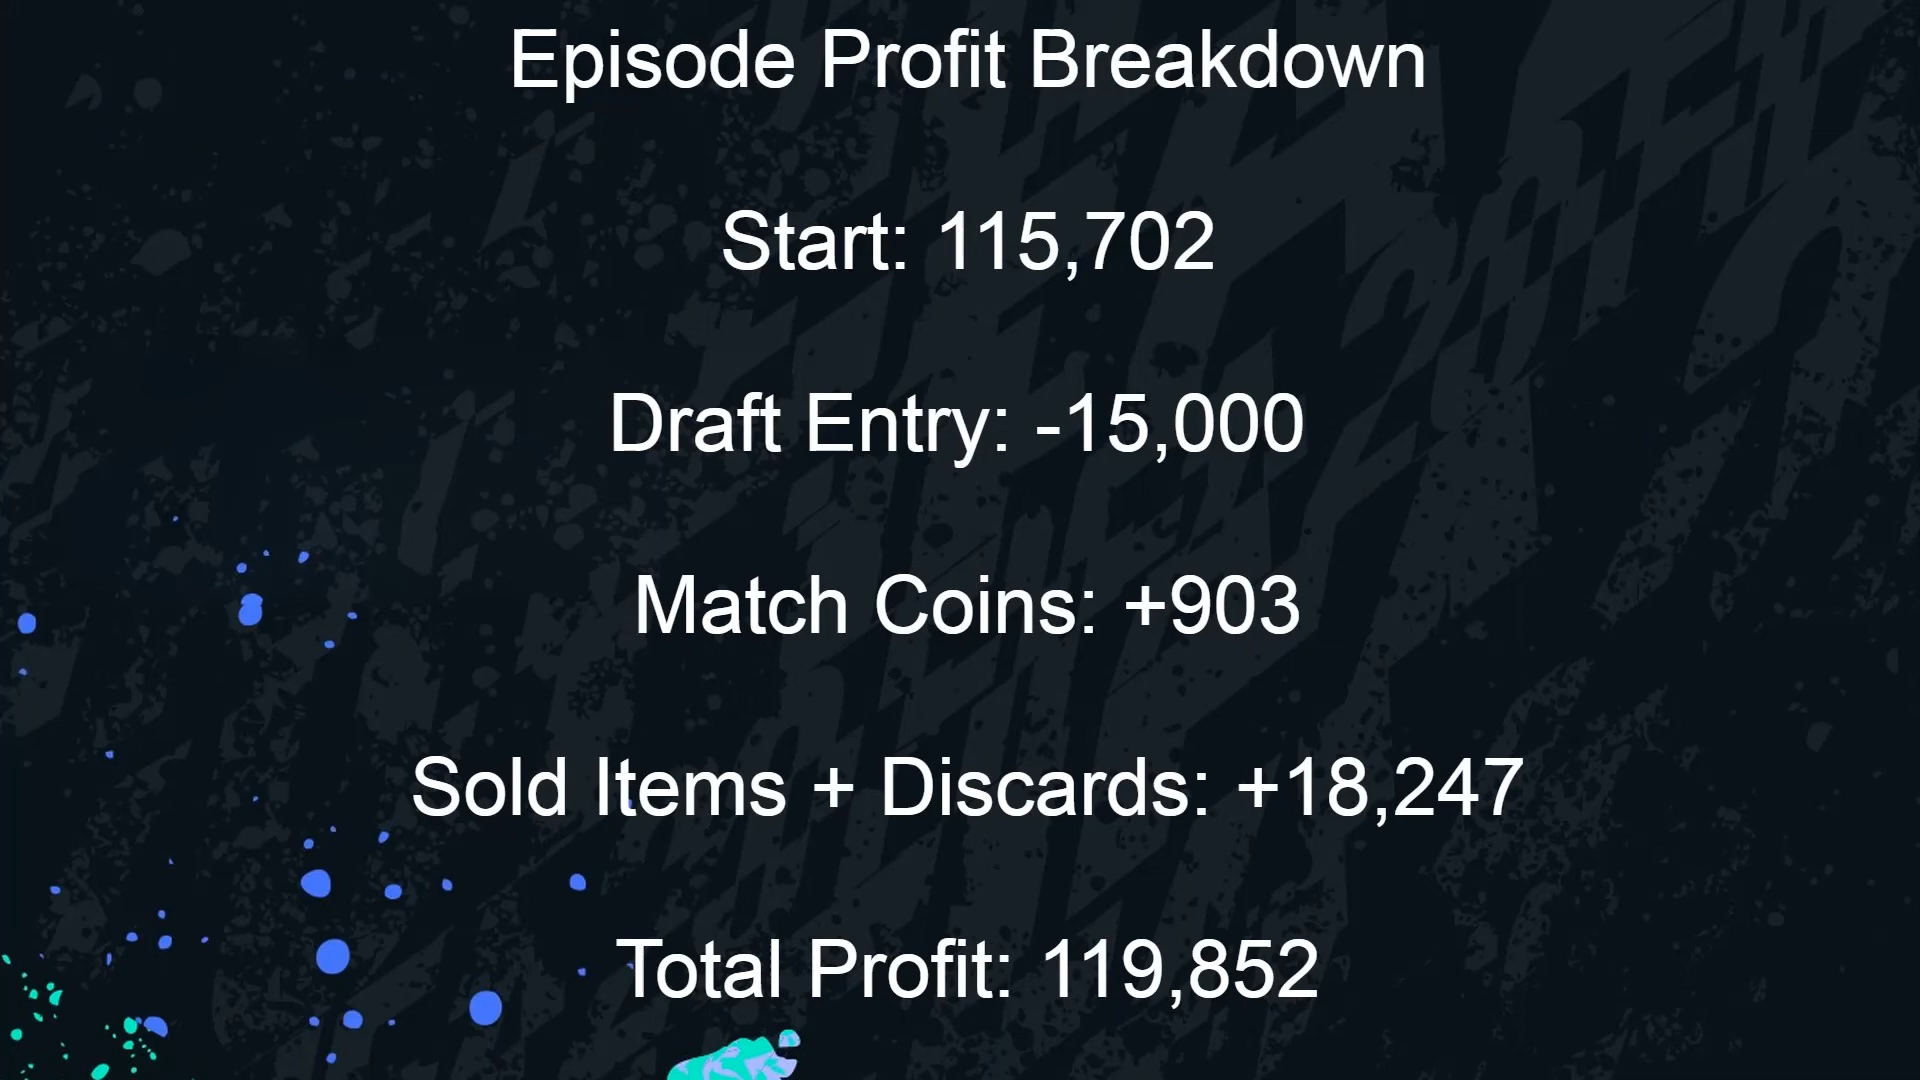 Episode Profit Breakdown
Start: 115,702
Draft Entry: -15,000
Match Coins: +903
Sold Items + Discards: +18,247
Total Profit: 119,852